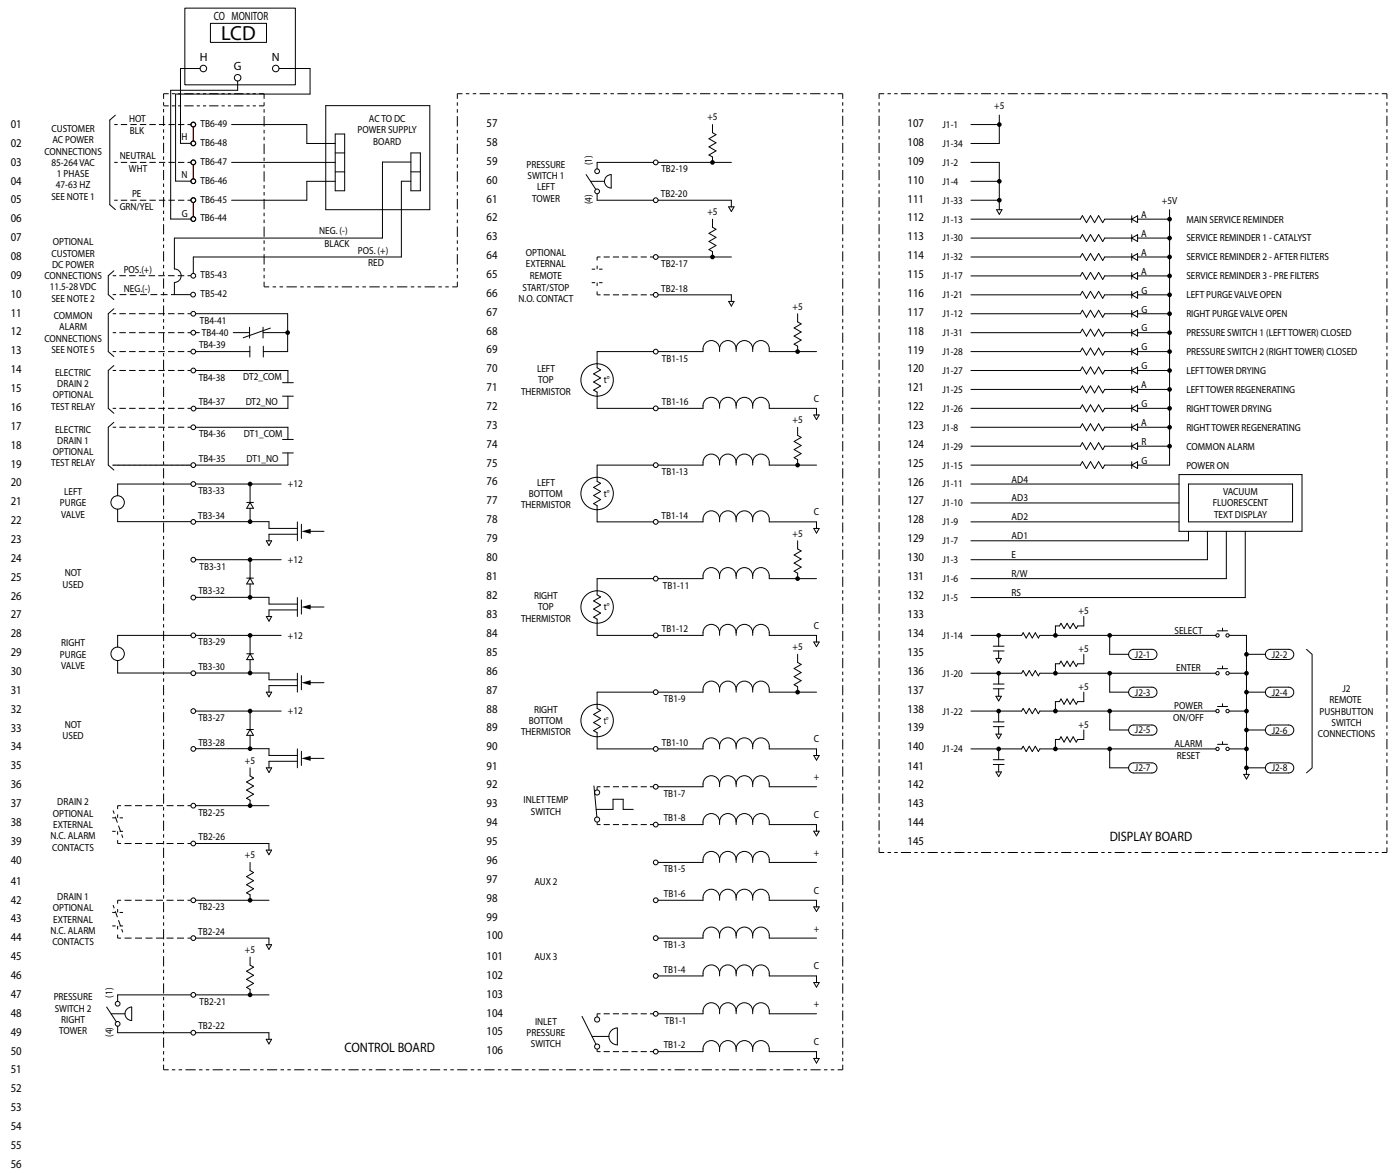 CO MONITOR
LCD
H
G
N
AC TO DC
POWER SUPPLY
BOARD
01
02
03
04
05
06
07
08
09
10
11
12
13
14
15
16
17
18
19
20
21
22
23
24
25
26
27
28
29
30
31
32
33
34
35
36
37
38
39
40
41
42
43
44
45
46
47
48
49
50
51
52
53
54
55
56
CUSTOMER
AC POWER
CONNECTIONS
85-264 VAC
1 PHASE
47-63 HZ
SEE NOTE 1
HOT
BLK
NEUTRAL
WHT
PE
GRN/YEL
H
N
G
TB6-49
TB6-48
TB6-47
TB6-46
TB6-45
TB6-44
NEG. (-)
BLACK
POS. (+)
RED
OPTIONAL
CUSTOMER
DC POWER
CONNECTIONS
11.5-28 VDC
SEE NOTE 2
POS.(+)
NEG.(-)
TB5-43
TB5-42
COMMON
ALARM
CONNECTIONS
SEE NOTE 5
TB4-41
TB4-40
TB4-39
ELECTRIC
DRAIN 2
OPTIONAL
TEST RELAY
TB4-38 DT2_COM
TB4-37 DT2_NO
ELECTRIC
DRAIN 1
OPTIONAL
TEST RELAY
TB4-36 DT1_COM
TB4-35 DT1_NO
LEFT
PURGE
VALVE
TB3-33 +12
TB3-34
NOT
USED
TB3-31 +12
TB3-32
RIGHT
PURGE
VALVE
TB3-29 +12
TB3-30
NOT
USED
TB3-27 +12
TB3-28
+5
DRAIN 2
OPTIONAL
EXTERNAL
N.C. ALARM
CONTACTS
TB2-25
TB2-26
+5
DRAIN 1
OPTIONAL
EXTERNAL
N.C. ALARM
CONTACTS
TB2-23
TB2-24
+5
PRESSURE
SWITCH 2
RIGHT
TOWER
(1)
(4)
TB2-21
TB2-22
CONTROL BOARD
57
58
59
60
61
62
63
64
65
66
67
68
69
70
71
72
73
74
75
76
77
78
79
80
81
82
83
84
85
86
87
88
89
90
91
92
93
94
95
96
97
98
99
100
101
102
103
104
105
106
+5
PRESSURE
SWITCH 1
LEFT
TOWER
(1)
(4)
TB2-19
TB2-20
+5
OPTIONAL
EXTERNAL
REMOTE
START/STOP
N.O. CONTACT
TB2-17
TB2-18
+5
LEFT
TOP
THERMISTOR
t°
TB1-15
TB1-16
C
+5
LEFT
BOTTOM
THERMISTOR
t°
TB1-13
TB1-14
C
+5
RIGHT
TOP
THERMISTOR
t°
TB1-11
TB1-12
C
+5
RIGHT
BOTTOM
THERMISTOR
t°
TB1-9
TB1-10
C
INLET TEMP
SWITCH
TB1-7
+
TB1-8
C
AUX 2
TB1-5
+
TB1-6
C
AUX 3
TB1-3
+
TB1-4
C
INLET
PRESSURE
SWITCH
TB1-1
+
TB1-2
C
+5
107 J1-1
108 J1-34
109 J1-2
110 J1-4
111 J1-33
+5V
112 J1-13 A MAIN SERVICE REMINDER
113 J1-30 A SERVICE REMINDER 1 - CATALYST
114 J1-32 A SERVICE REMINDER 2 - AFTER FILTERS
115 J1-17 A SERVICE REMINDER 3 - PRE FILTERS
116 J1-21 G LEFT PURGE VALVE OPEN
117 J1-12 G RIGHT PURGE VALVE OPEN
118 J1-31 G PRESSURE SWITCH 1 (LEFT TOWER) CLOSED
119 J1-28 G PRESSURE SWITCH 2 (RIGHT TOWER) CLOSED
120 J1-27 G LEFT TOWER DRYING
121 J1-25 A LEFT TOWER REGENERATING
122 J1-26 G RIGHT TOWER DRYING
123 J1-8 A RIGHT TOWER REGENERATING
124 J1-29 R COMMON ALARM
125 J1-15 G POWER ON
126 J1-11 AD4
127 J1-10 AD3
128 J1-9 AD2
129 J1-7 AD1
130 J1-3 E
131 J1-6 R/W
132 J1-5 RS
VACUUM
FLUORESCENT
TEXT DISPLAY
133
+5
134 J1-14 SELECT
135 J2-1 J2-2
+5
136 J1-20 ENTER
137 J2-3 J2-4
+5
138 J1-22 POWER
ON/OFF
139 J2-5 J2-6
+5
140 J1-24 ALARM
RESET
141 J2-7 J2-8
142
143
144
145
J2
REMOTE
PUSHBUTTON
SWITCH
CONNECTIONS
DISPLAY BOARD